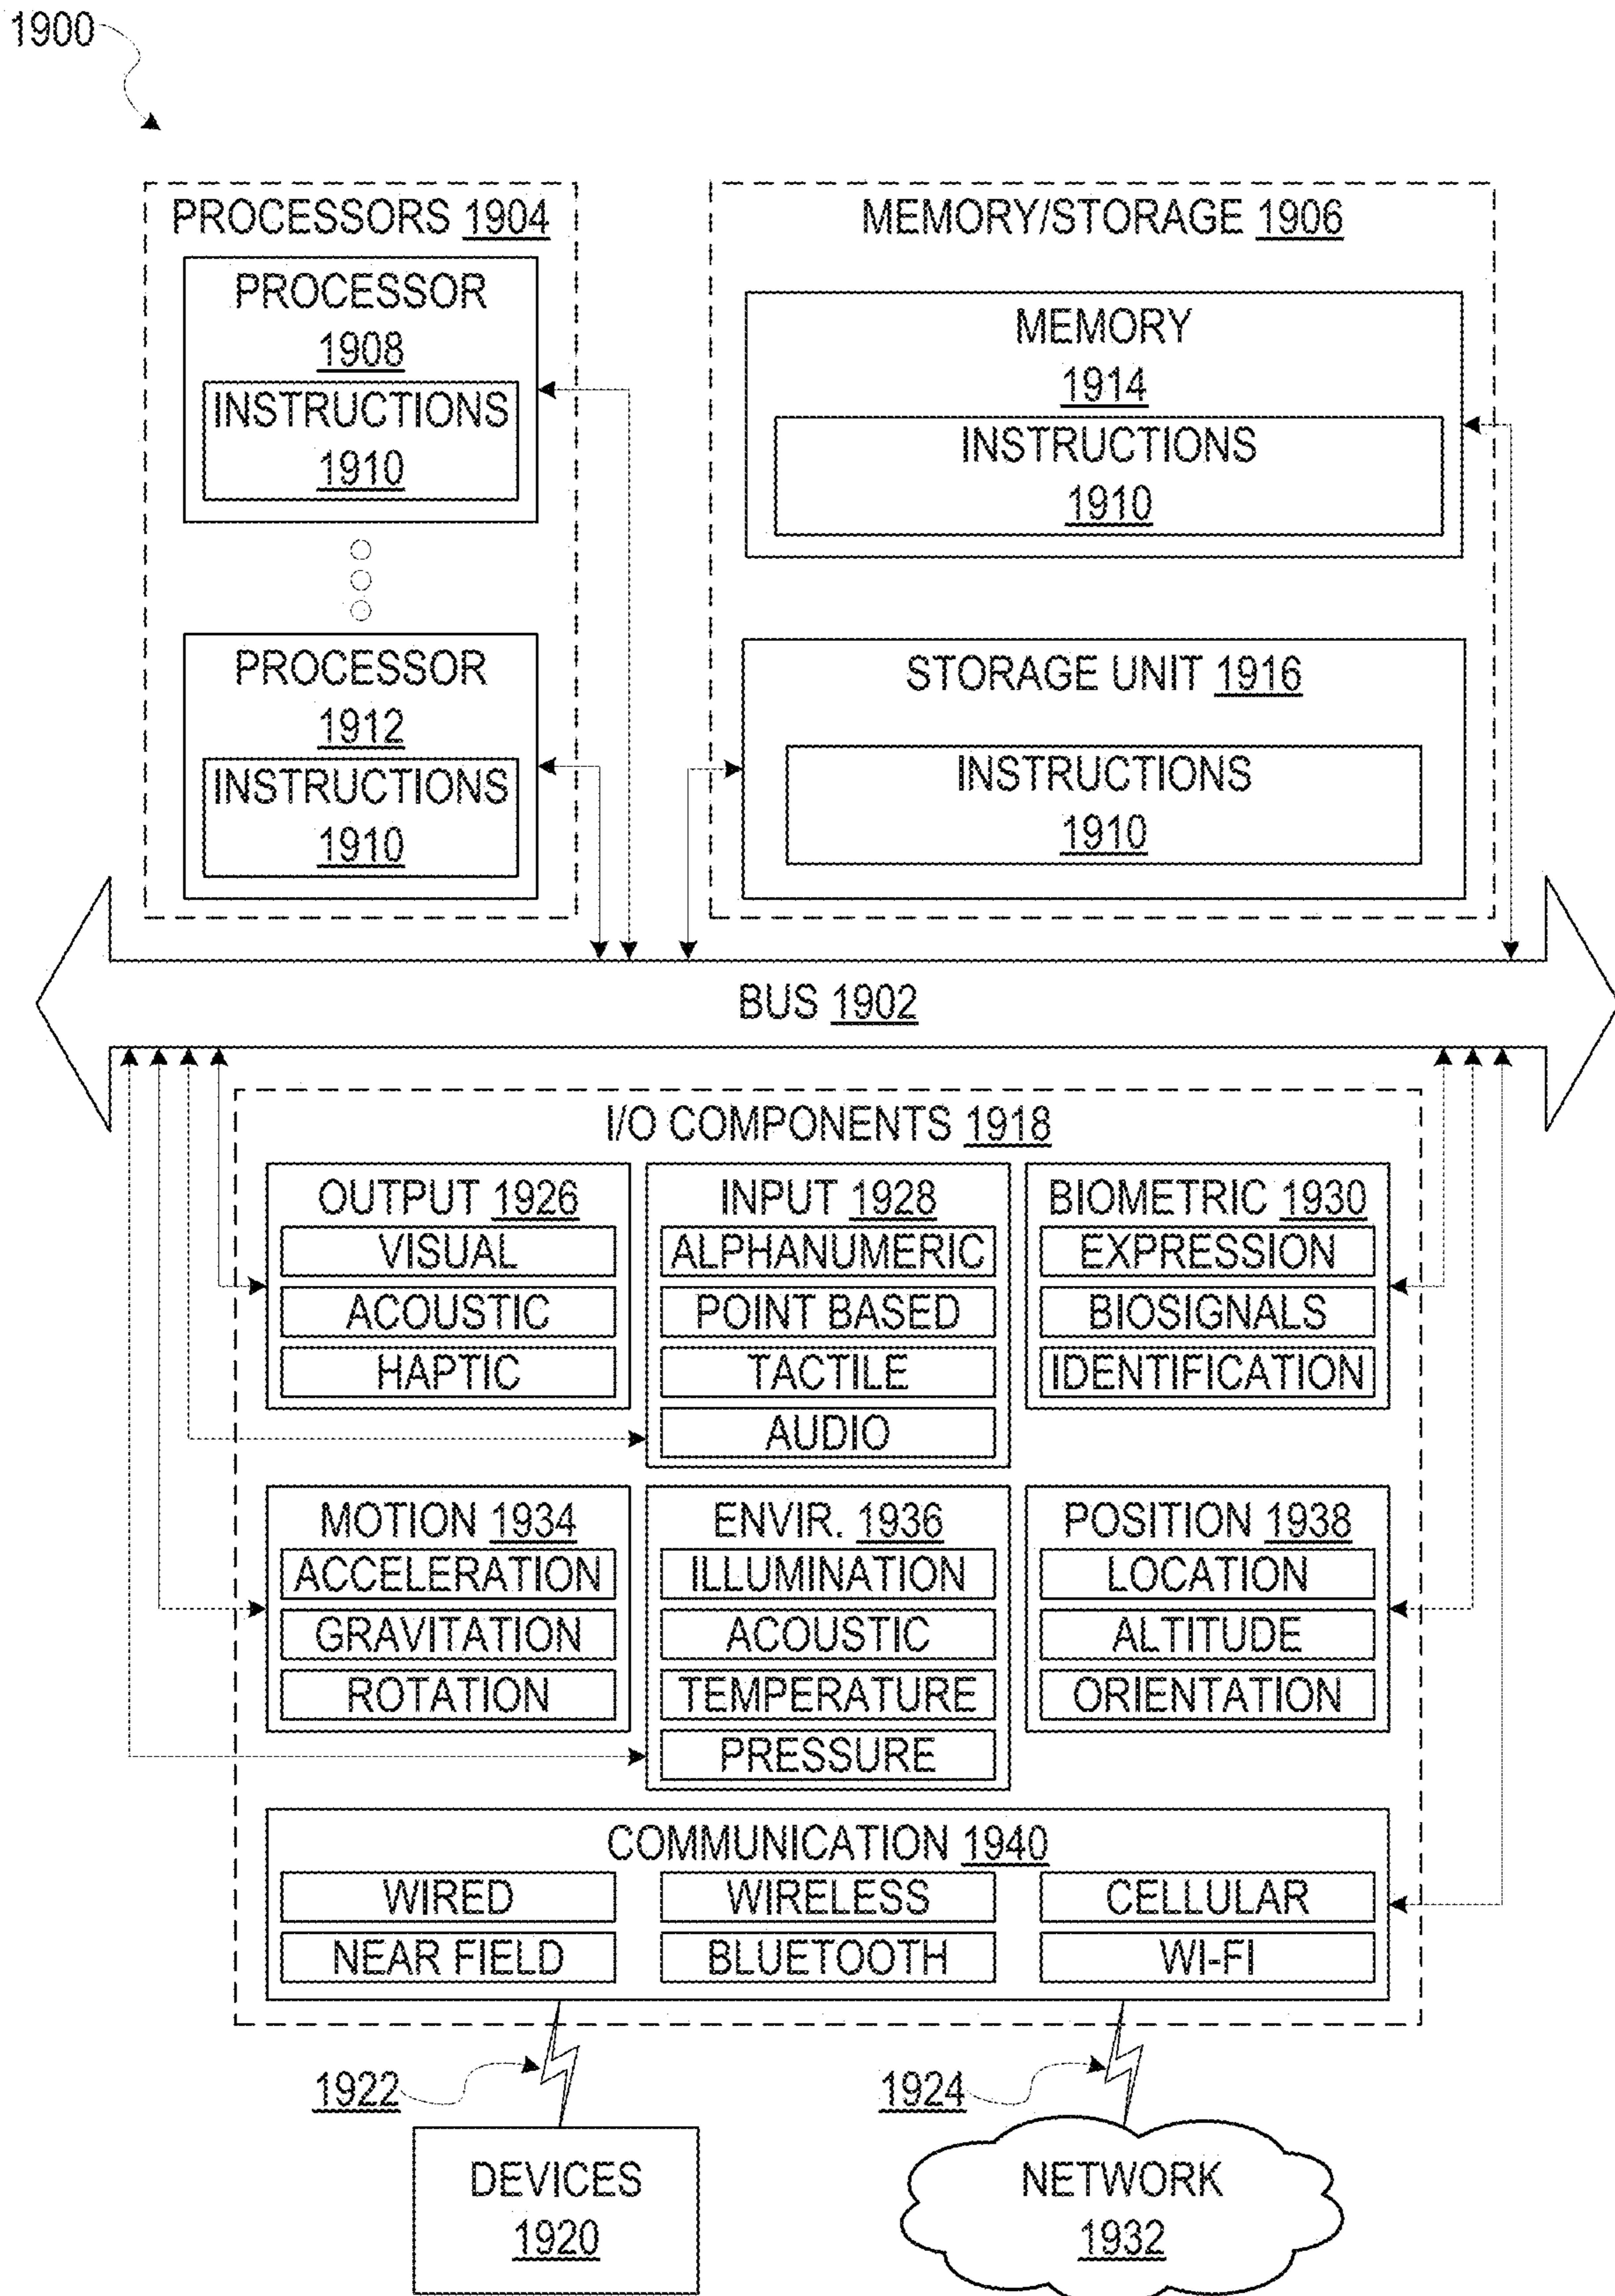 1900
PROCESSORS 1904
PROCESSOR
1908
INSTRUCTIONS
1910
PROCESSOR
1912
INSTRUCTIONS
1910
MEMORY/STORAGE 1906
MEMORY
1914
INSTRUCTIONS
1910
STORAGE UNIT 1916
INSTRUCTIONS
1910
BUS 1902
I/O COMPONENTS 1918
OUTPUT 1926
VISUAL
ACOUSTIC
HAPTIC
INPUT 1928
ALPHANUMERIC
POINT BASED
TACTILE
AUDIO
BIOMETRIC 1930
EXPRESSION
BIOSIGNALS
IDENTIFICATION
MOTION 1934
ACCELERATION
GRAVITATION
ROTATION
ENVIR. 1936
ILLUMINATION
ACOUSTIC
TEMPERATURE
PRESSURE
POSITION 1938
LOCATION
ALTITUDE
ORIENTATION
COMMUNICATION 1940
WIRED
WIRELESS
CELLULAR
NEAR FIELD
BLUETOOTH
WI-FI
1922
1924
DEVICES
1920
NETWORK
1932